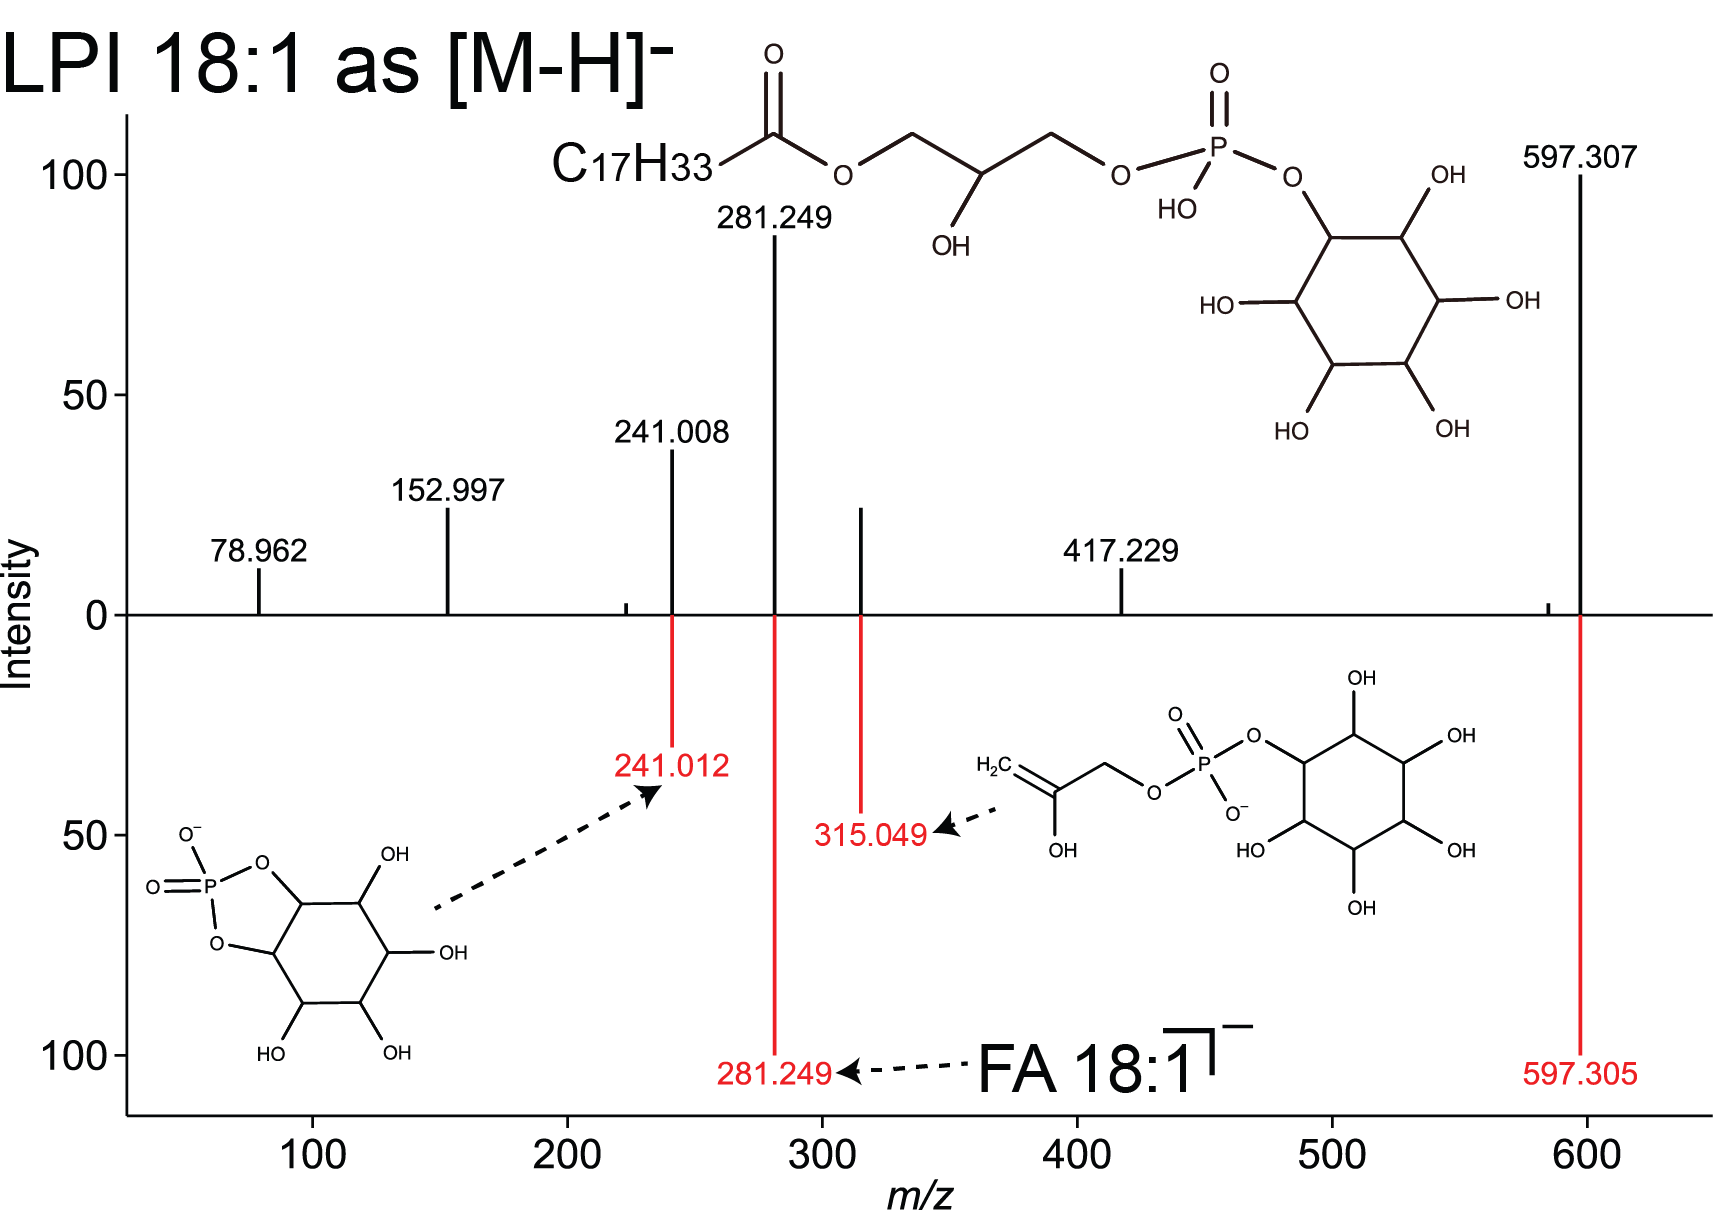 LPI 18:1 as [M-H]⁻
O
O
C17H33
O
O
P
O
OH
HO
OH
HO
OH
HO
OH
597.307
281.249
241.008
152.997
78.962
417.229
100
50
0
50
100
Intensity
241.012
315.049
281.249
597.305
O⁻
O
P
O
O
OH
OH
HO
OH
H₂C
OH
O
O
P
O⁻
O
OH
OH
HO
OH
OH
FA 18:1⁻
100
200
300
400
500
600
m/z